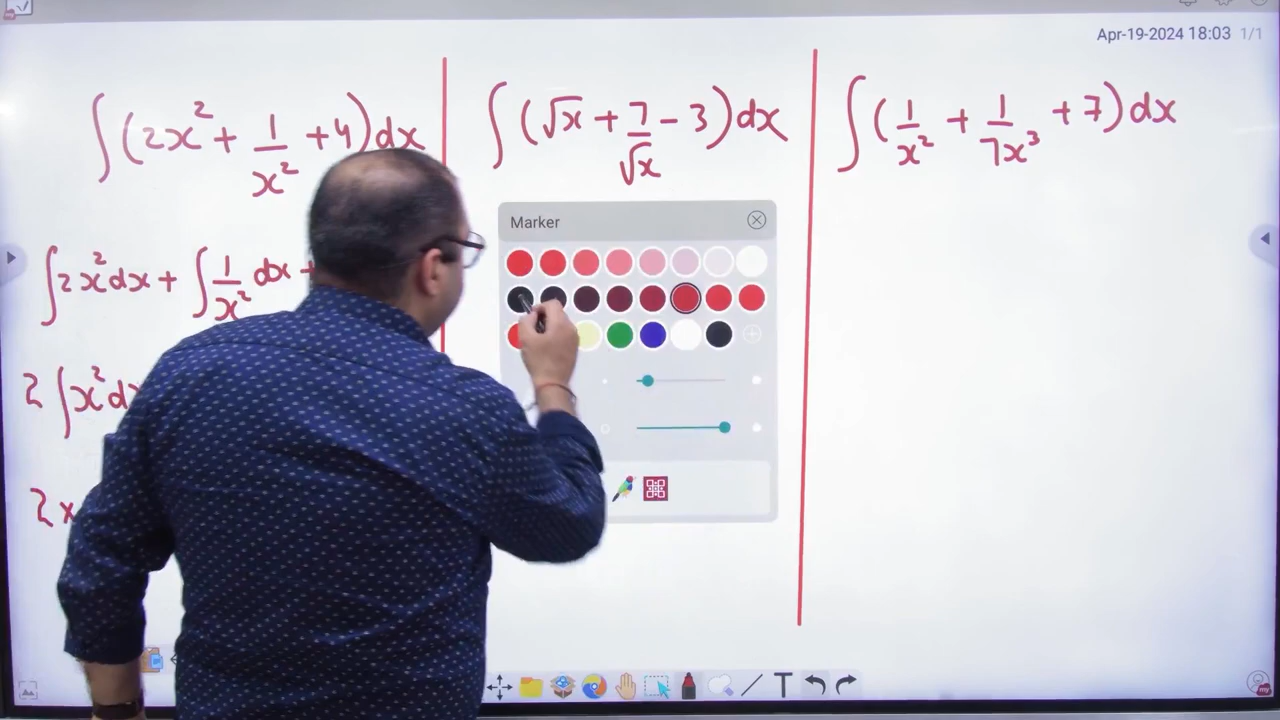 Apr-19-2024 18:03 1/1
∫(2x² + 1/x² + 4)dx
∫2x²dx + ∫1/x² dx +
2∫x²dx
2x
∫(√x + 7/√x - 3)dx
Marker
∫(1/x² + 1/7x³ + 7)dx
T